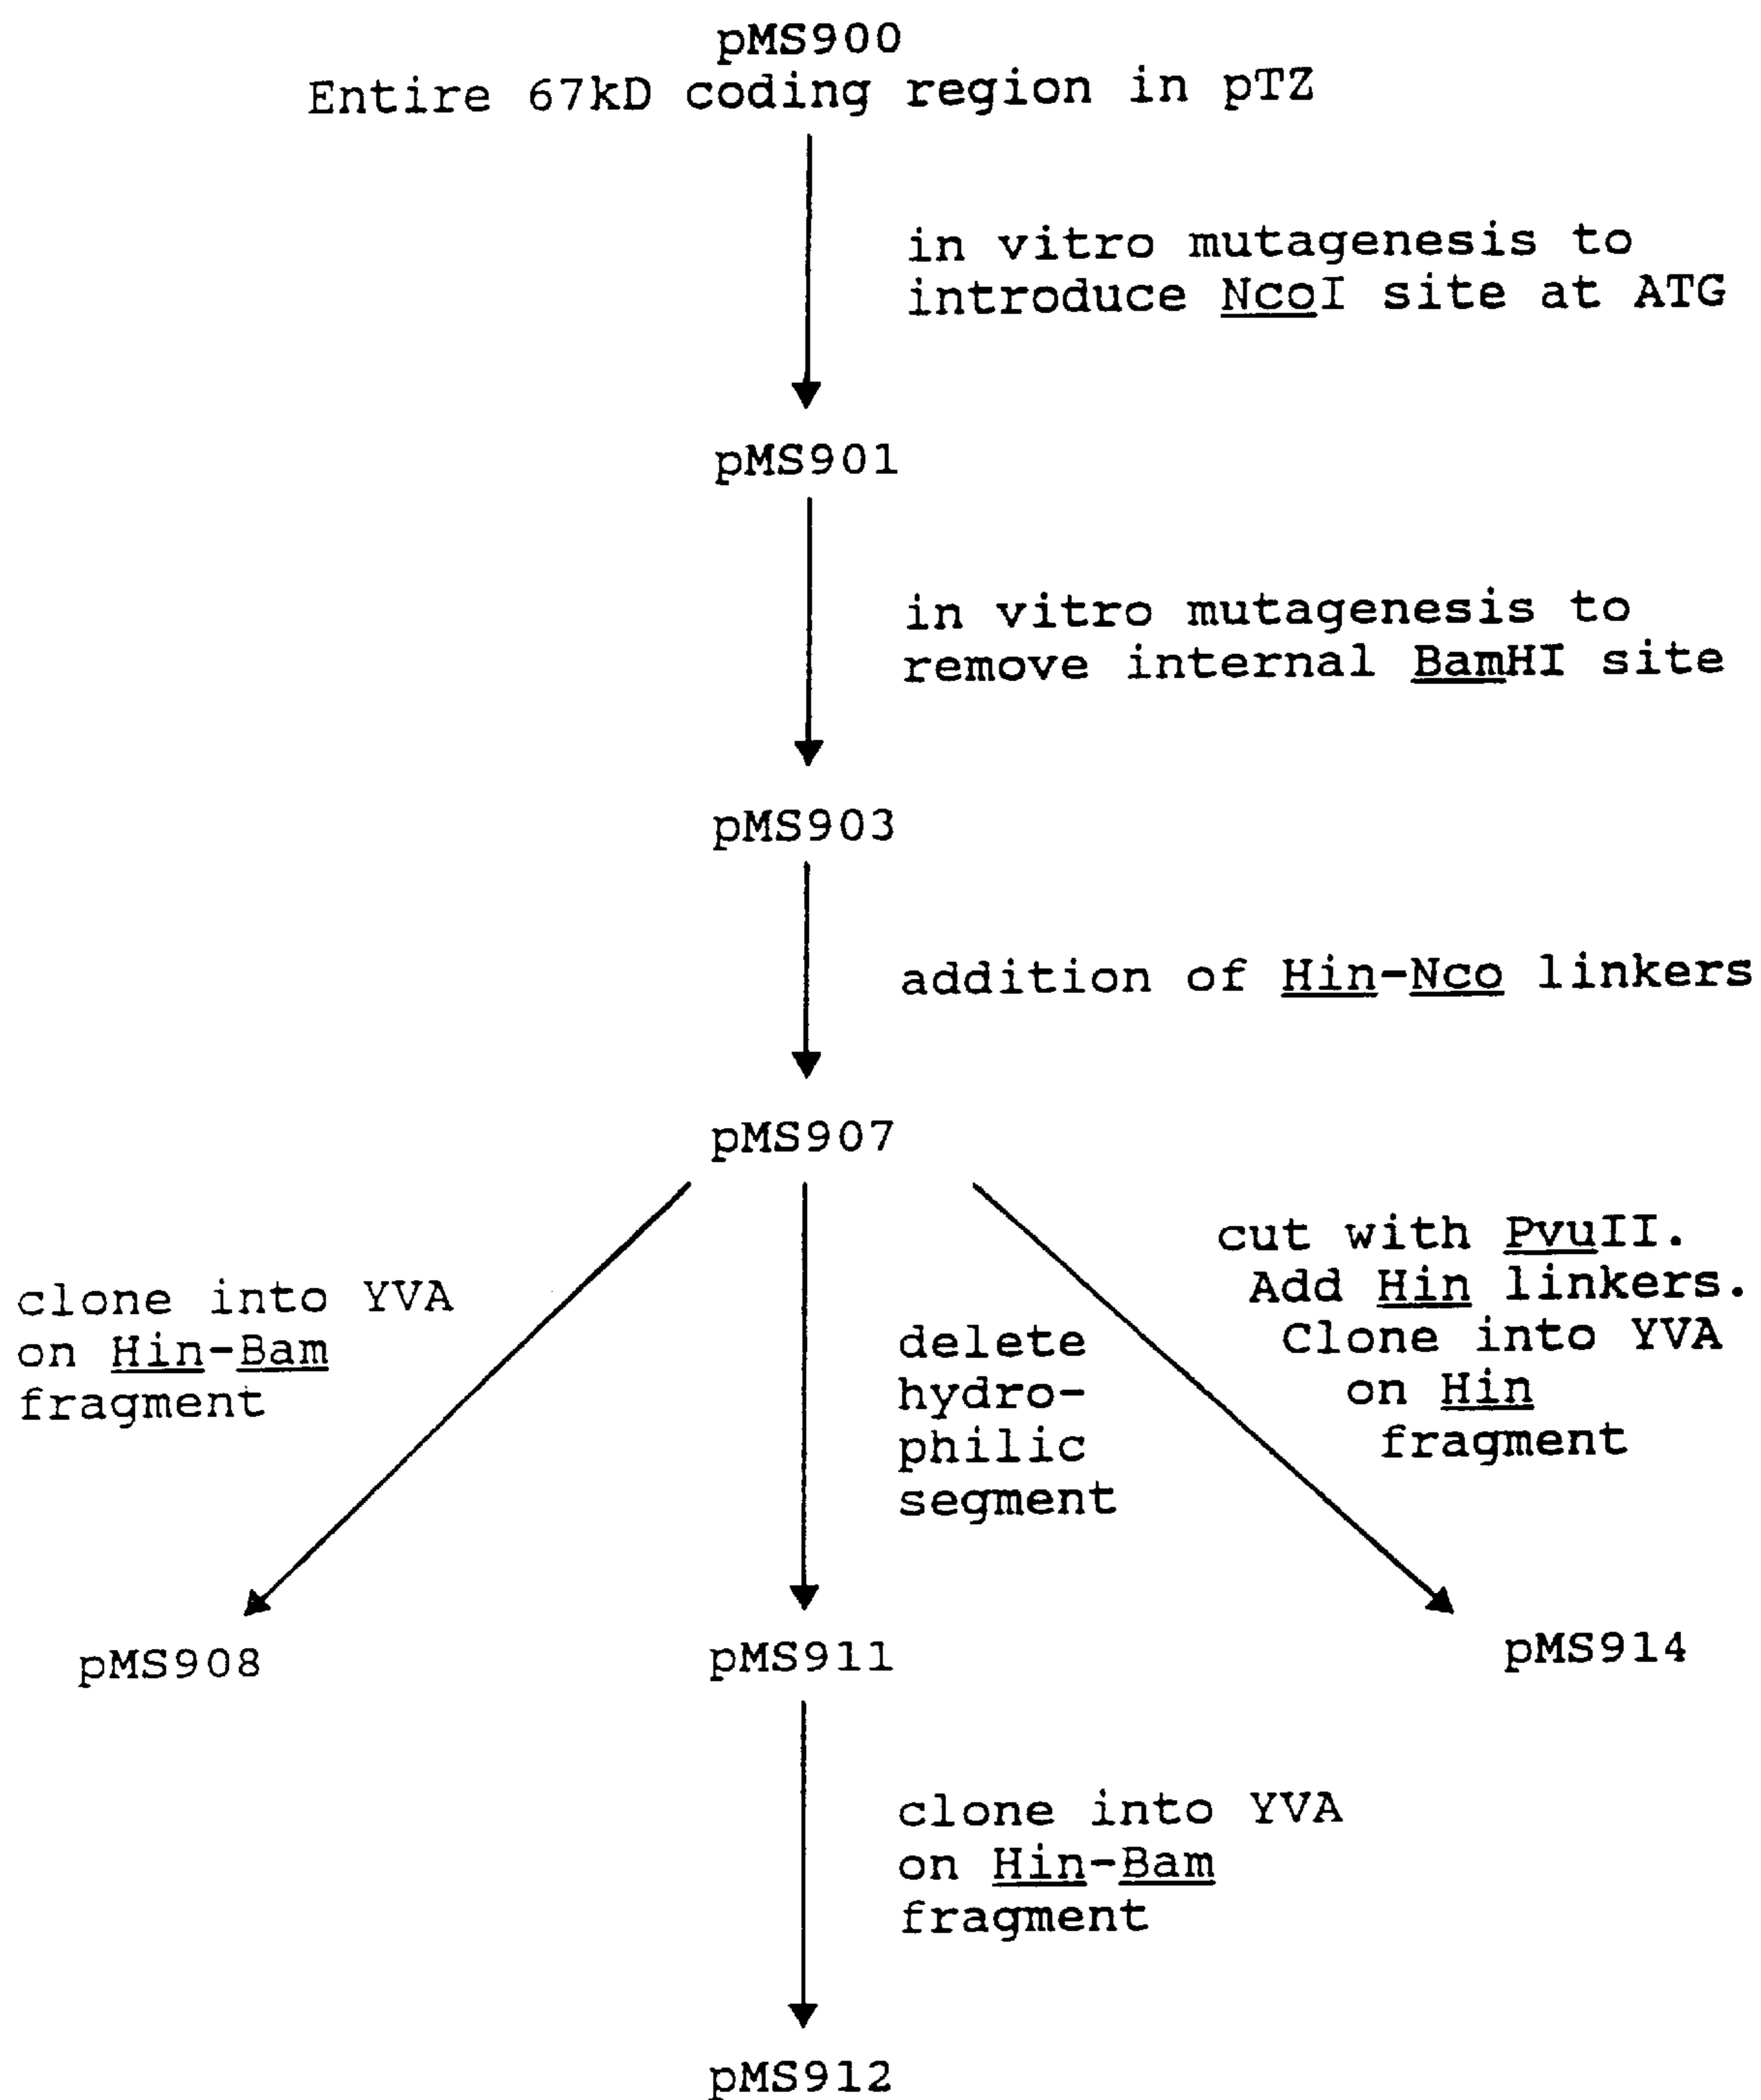 pMS900
Entire 67kD coding region in pTZ
in vitro mutagenesis to
introduce NcoI site at ATG
pMS901
in vitro mutagenesis to
remove internal BamHI site
pMS903
addition of Hin-Nco linkers
pMS907
clone into YVA
on Hin-Bam
fragment
delete
hydro-
philic
segment
cut with PvuII.
Add Hin linkers.
Clone into YVA
on Hin
fragment
pMS908
pMS911
pMS914
clone into YVA
on Hin-Bam
fragment
pMS912